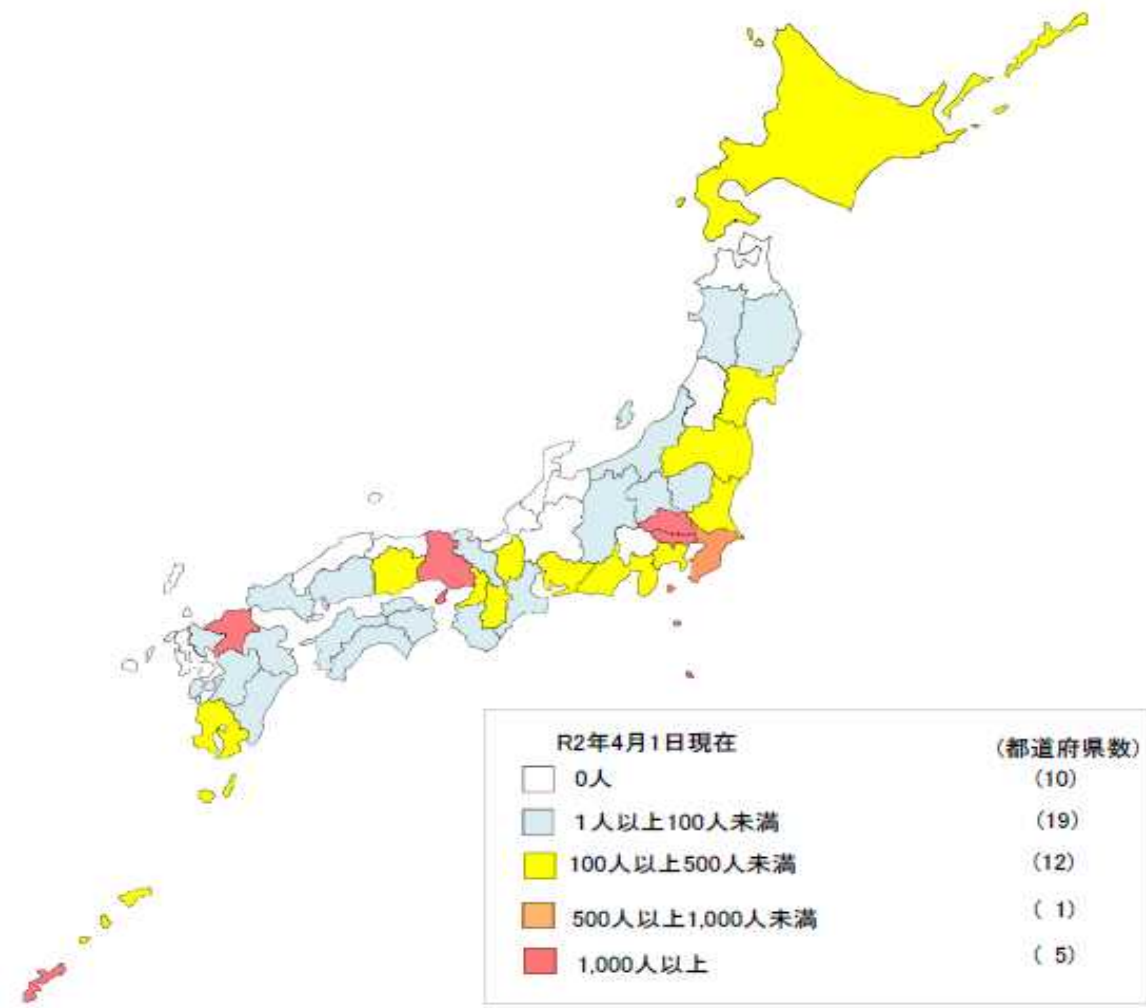 R2年4月1日現在 (都道府県数)
0人 (10)
1人以上100人未満 (19)
100人以上500人未満 (12)
500人以上1,000人未満 ( 1)
1,000人以上 ( 5)